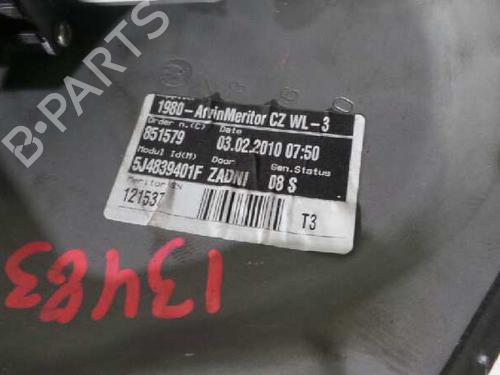 B-PARTS
1980-ArvinMeritor CZ WL-3
Order n.(C) Date
851579 03.02.2010 07:50
Modul Id(M) Door Gen.Status
5J4839401F ZADNI 08 S
Meritor SN
121537
T3
13483